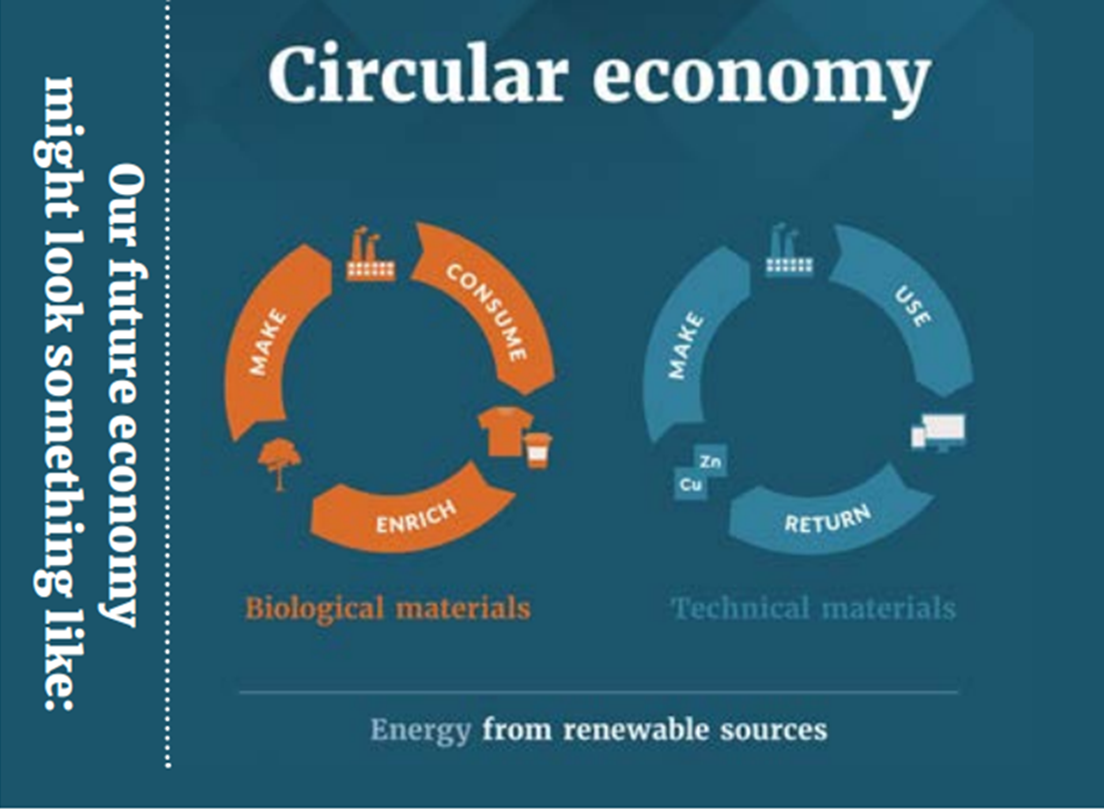 Our future economy
might look something like:
Circular economy
MAKE
CONSUME
ENRICH
Biological materials
MAKE
USE
Zn
Cu
RETURN
Technical materials
Energy from renewable sources